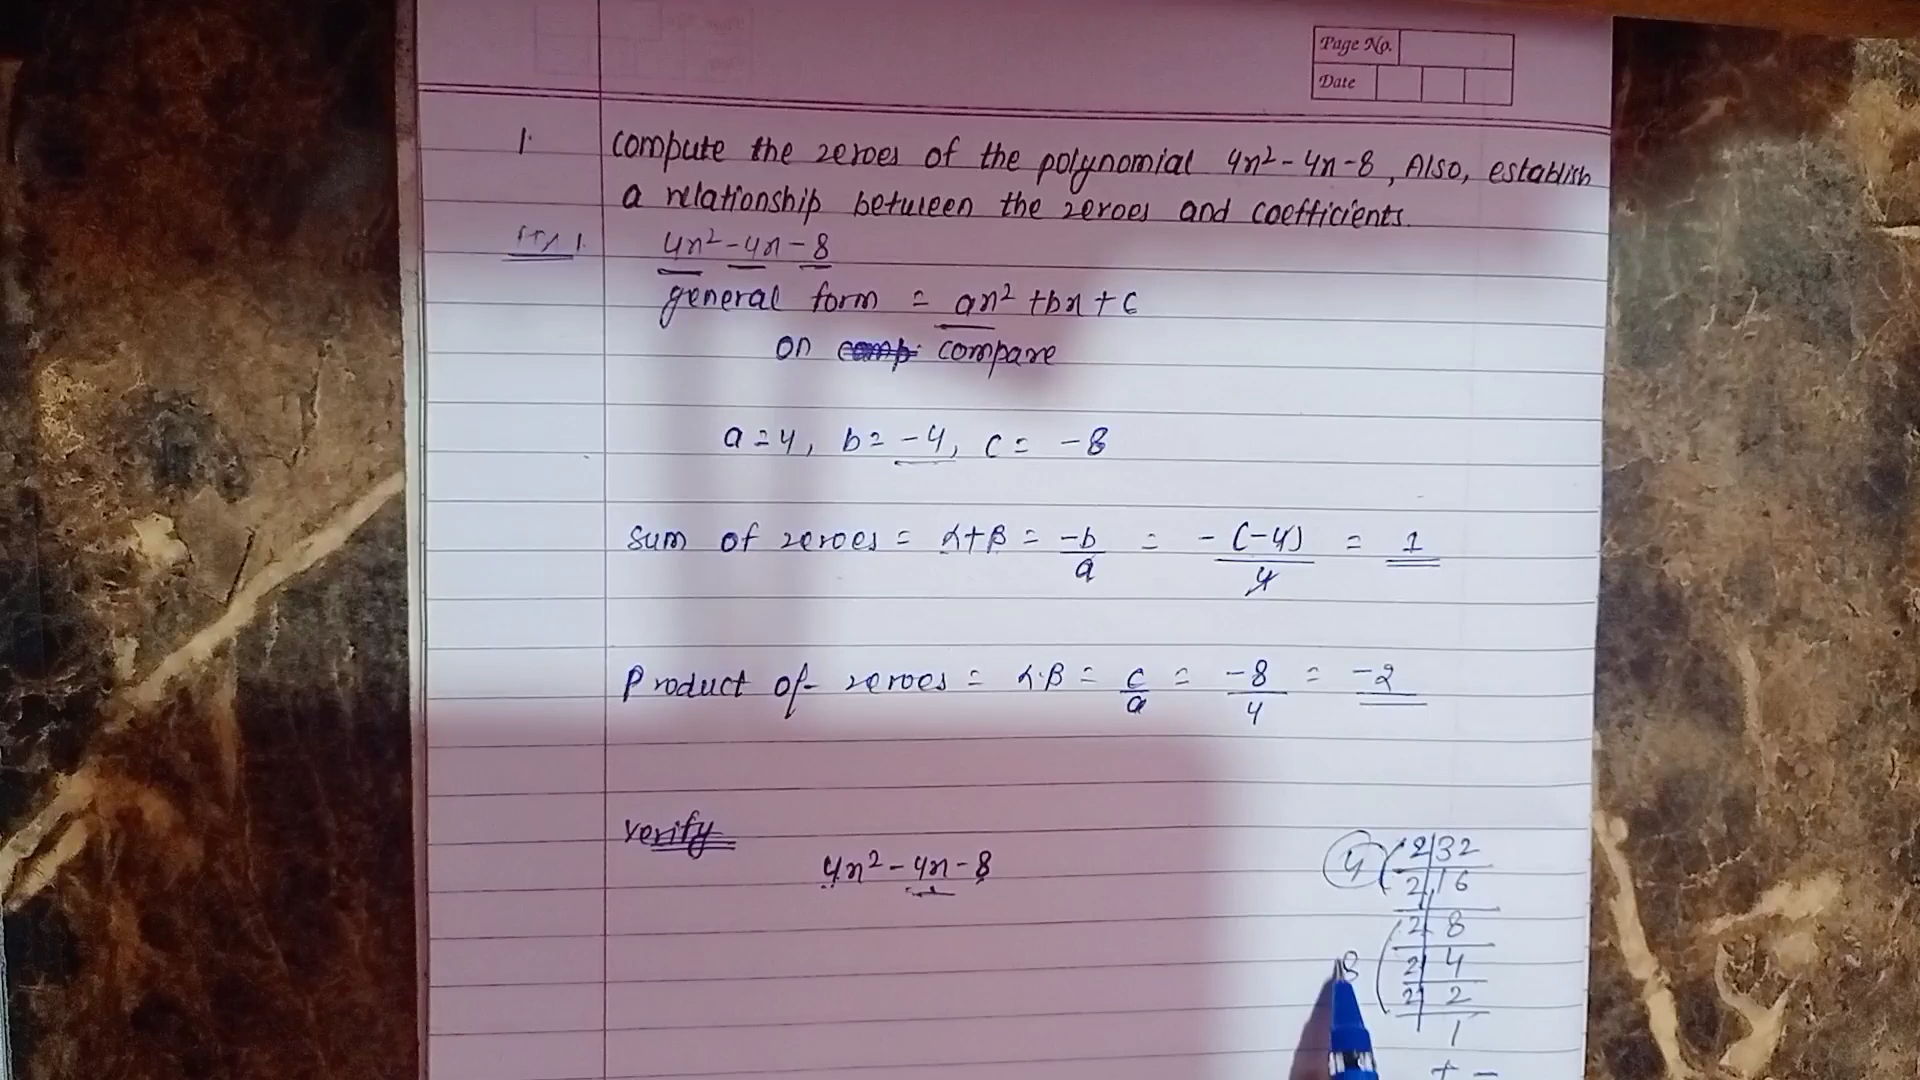 Page No.
Date
1. compute the zeroes of the polynomial 4x² - 4x - 8, Also, establish
a relationship between the zeroes and coefficients.
4x² - 4x - 8
general form = ax² + bx + c
on compare
a = 4, b = -4, c = -8
Sum of zeroes = α+β = -b/a = -(-4)/4 = 1
Product of zeroes = α·β = c/a = -8/4 = -2
verify
4x² - 4x - 8
4 ( 2|32
2|16
2|8
8 ( 2|4
2|2
1
+ -